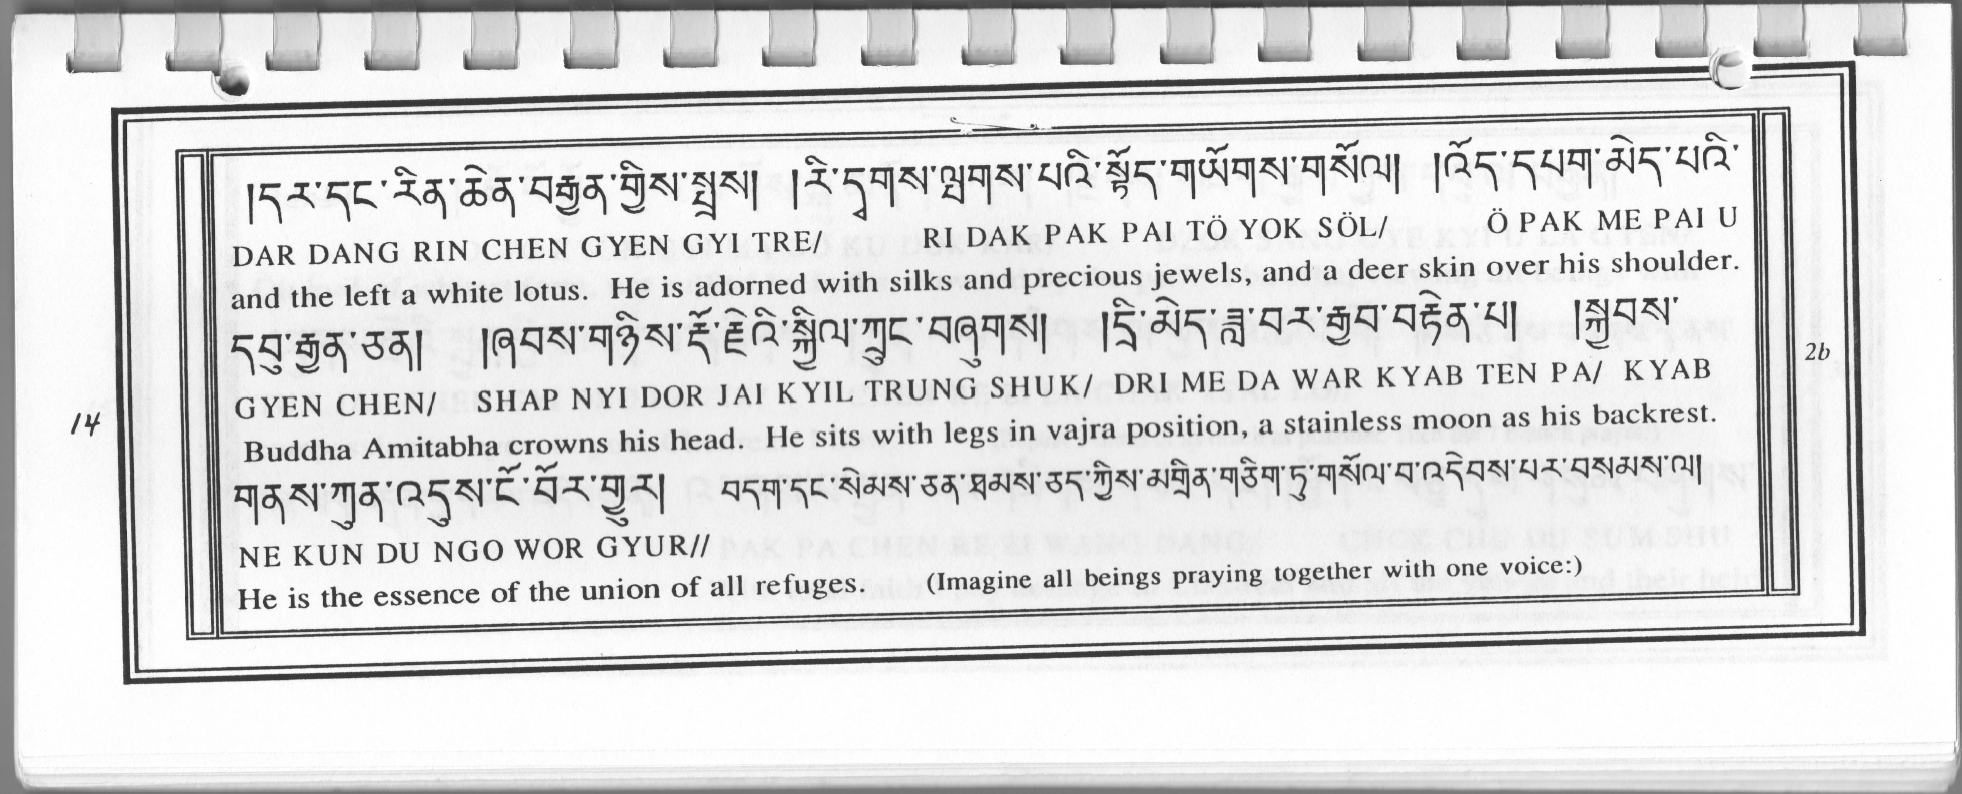 །དར་དང་རིན་ཆེན་བརྒྱན་གྱིས་སྤྲས།། རི་དྭགས་ལྤགས་པའི་སྟོད་གཡོགས་གསོལ།། །འོད་དཔག་མེད་པའི་
DAR DANG RIN CHEN GYEN GYI TRE/ RI DAK PAK PAI TÖ YOK SÖL/ Ö PAK ME PAI U
and the left a white lotus. He is adorned with silks and precious jewels, and a deer skin over his shoulder.
དབུ་རྒྱན་ཅན།། །ཞབས་གཉིས་རྡོ་རྗེའི་སྐྱིལ་ཀྲུང་བཞུགས།། །དྲི་མེད་ཟླ་བར་རྒྱབ་བརྟེན་པ།། །སྐྱབས་
14
2b
GYEN CHEN/ SHAP NYI DOR JAI KYIL TRUNG SHUK/ DRI ME DA WAR KYAB TEN PA/ KYAB
Buddha Amitabha crowns his head. He sits with legs in vajra position, a stainless moon as his backrest.
གནས་ཀུན་འདུས་ངོ་བོར་གྱུར།། བདག་དང་སེམས་ཅན་ཐམས་ཅད་ཀྱིས་མགྲིན་གཅིག་ཏུ་གསོལ་བ་འདེབས་པར་བསམས་ལ།།
NE KUN DU NGO WOR GYUR//
He is the essence of the union of all refuges. (Imagine all beings praying together with one voice:)